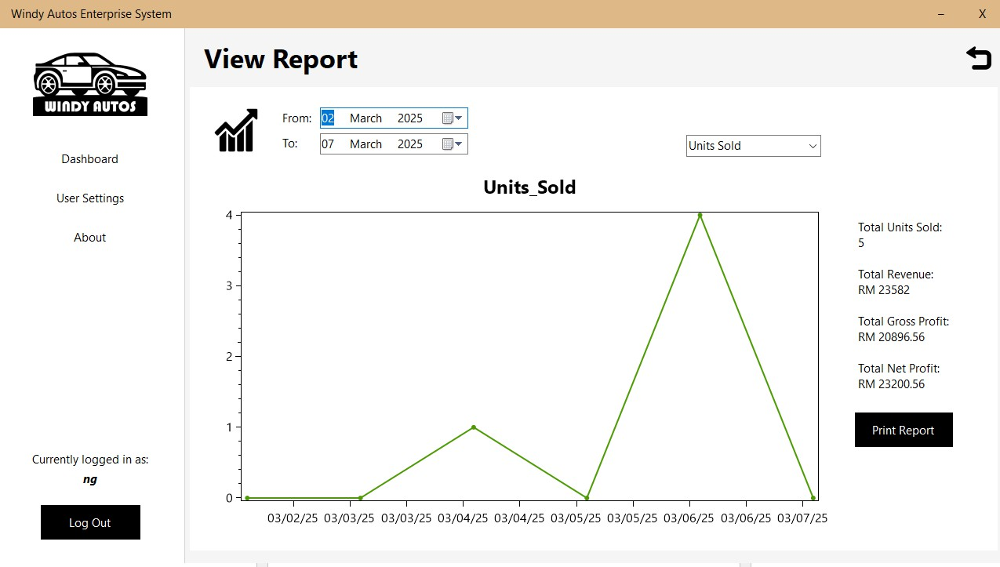 Windy Autos Enterprise System
– X
WINDY AUTOS
View Report
Dashboard
User Settings
About
From: 02 March 2025
To: 07 March 2025
Units Sold
Units_Sold
4
3
2
1
0
03/02/25 03/03/25 03/03/25 03/04/25 03/04/25 03/05/25 03/05/25 03/06/25 03/06/25 03/07/25
Total Units Sold:
5
Total Revenue:
RM 23582
Total Gross Profit:
RM 20896.56
Total Net Profit:
RM 23200.56
Print Report
Currently logged in as:
ng
Log Out